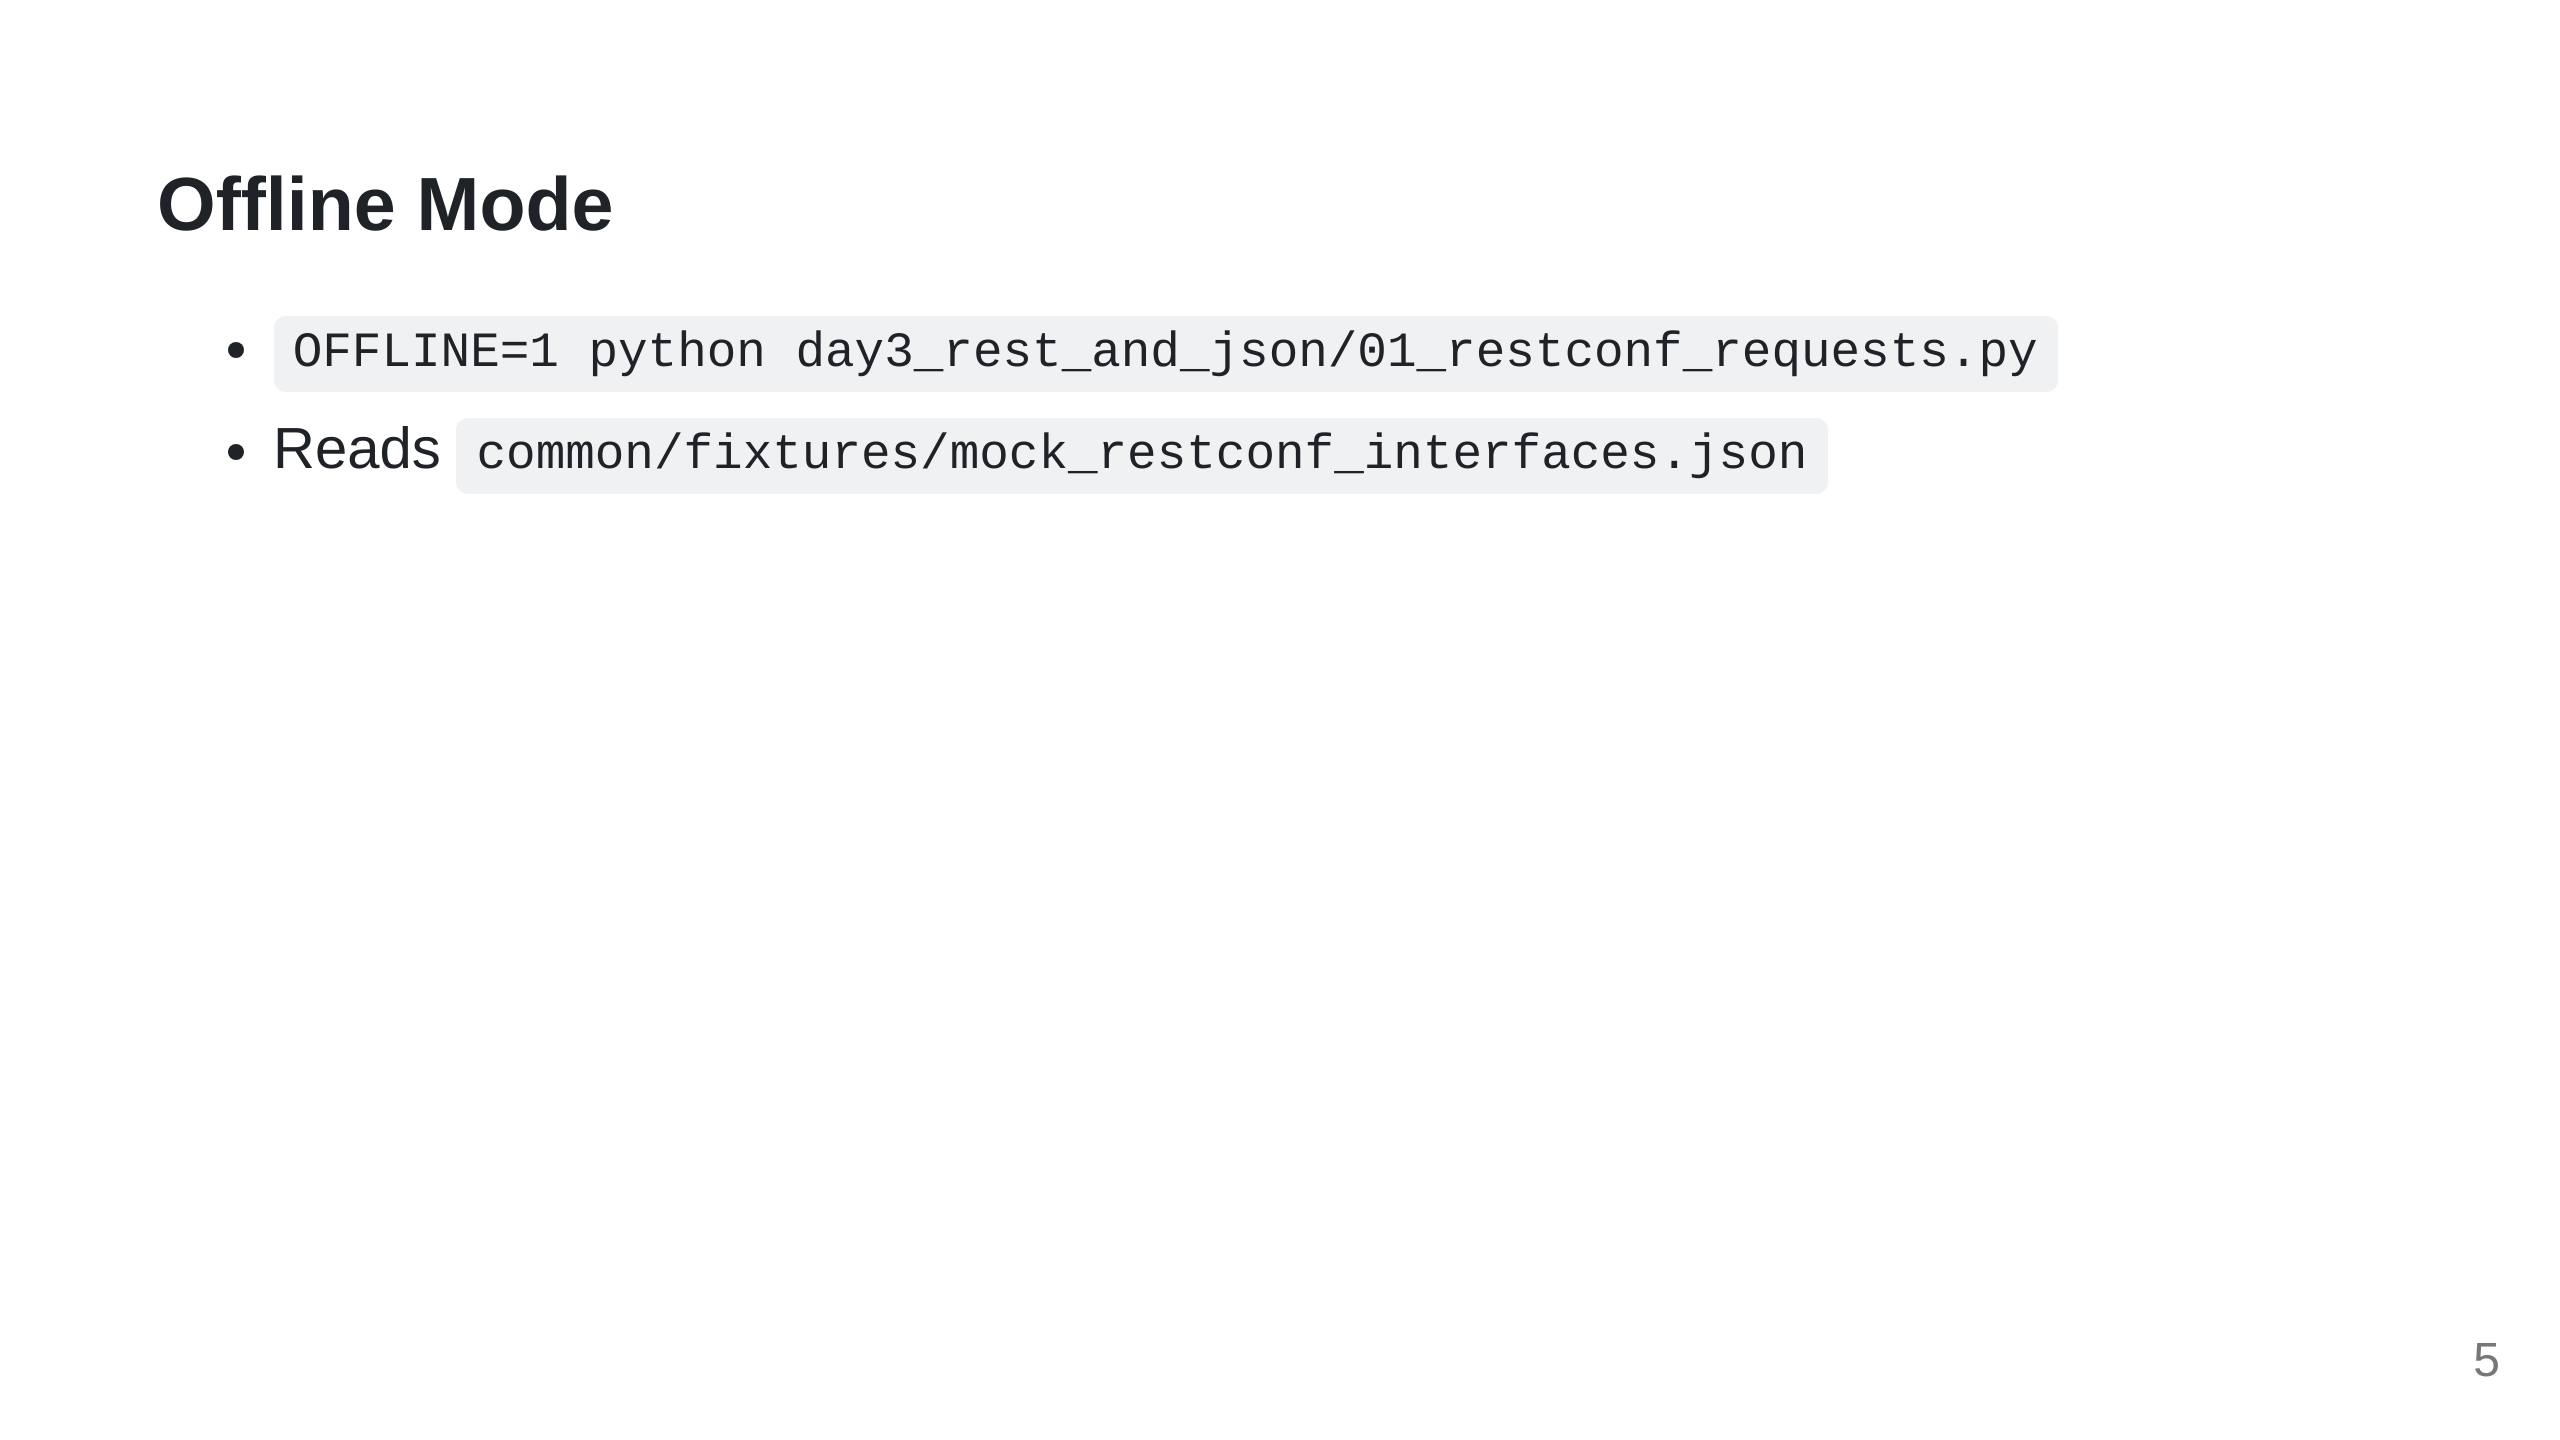 Offline Mode
• OFFLINE=1 python day3_rest_and_json/01_restconf_requests.py
• Reads common/fixtures/mock_restconf_interfaces.json
5